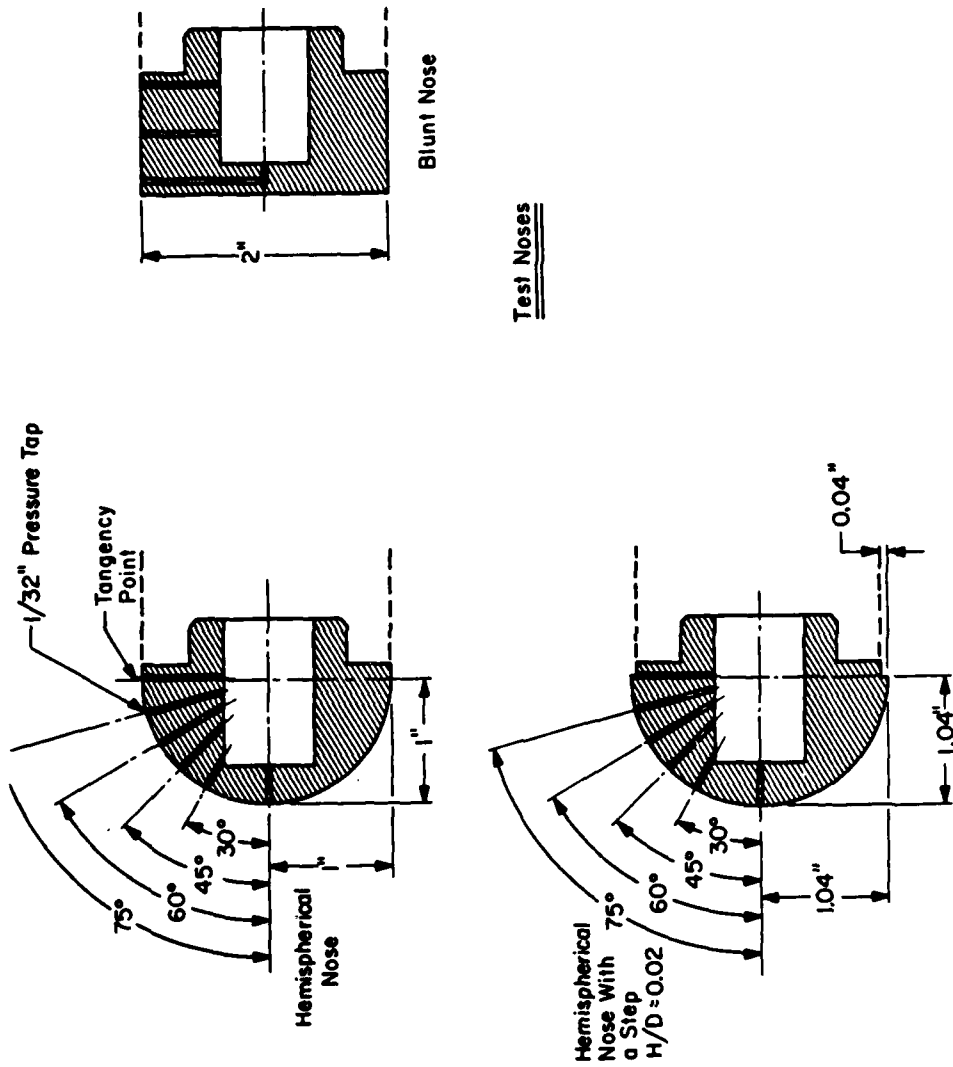 1/32" Pressure Tap
Tangency
Point
75°
60°
45°
30°
1"
1"
Hemispherical
Nose
2"
Blunt Nose
Test Noses
75°
60°
45°
30°
1.04"
1.04"
0.04"
Hemispherical
Nose With
a Step
H/D = 0.02